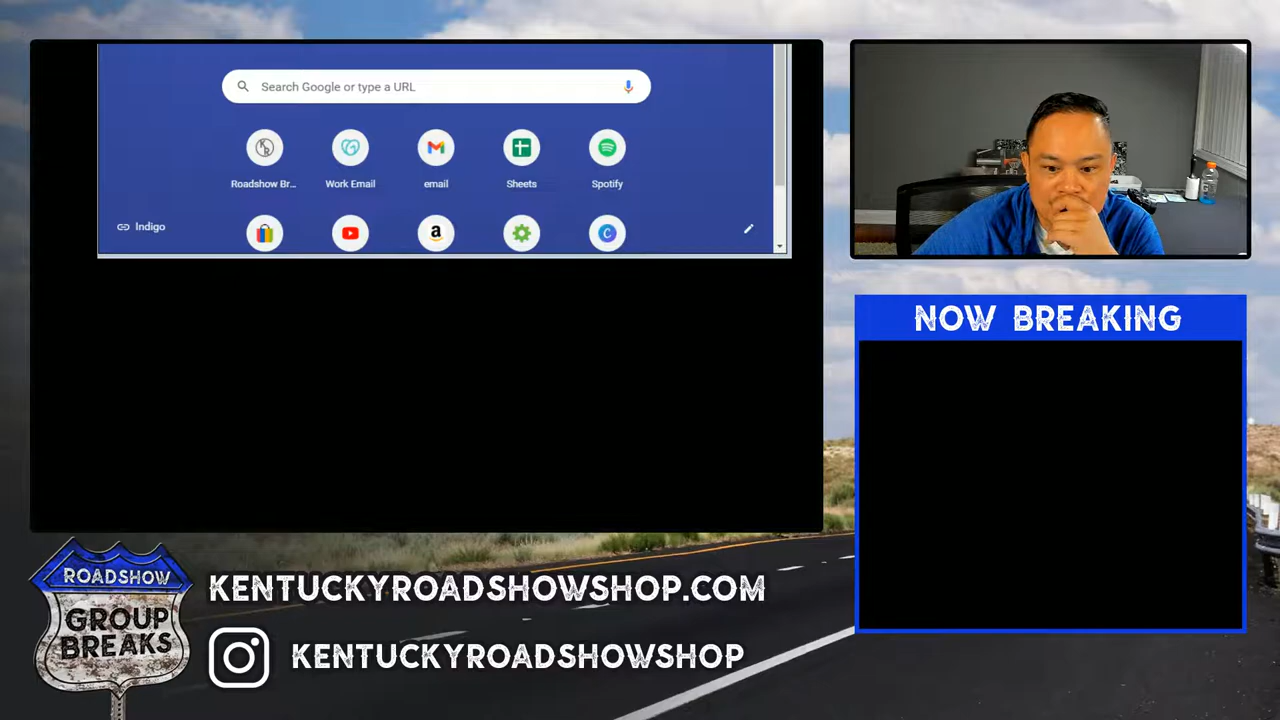 Search Google or type a URL
Roadshow Br...
Work Email
email
Sheets
Spotify
Indigo
a
C
NOW BREAKING
ROADSHOW
GROUP
BREAKS
KENTUCKYROADSHOWSHOP.COM
KENTUCKYROADSHOWSHOP